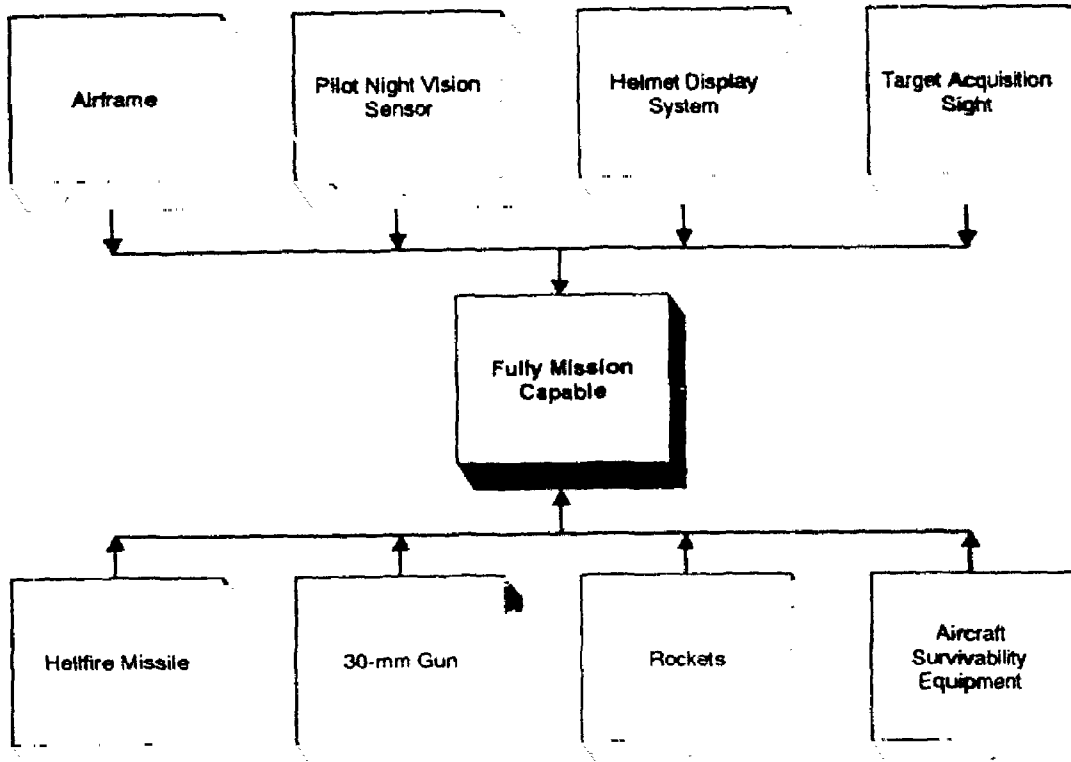 Airframe
Pilot Night Vision
Sensor
Helmet Display
System
Target Acquisition
Sight
Fully Mission
Capable
Hellfire Missile
30-mm Gun
Rockets
Aircraft
Survivability
Equipment